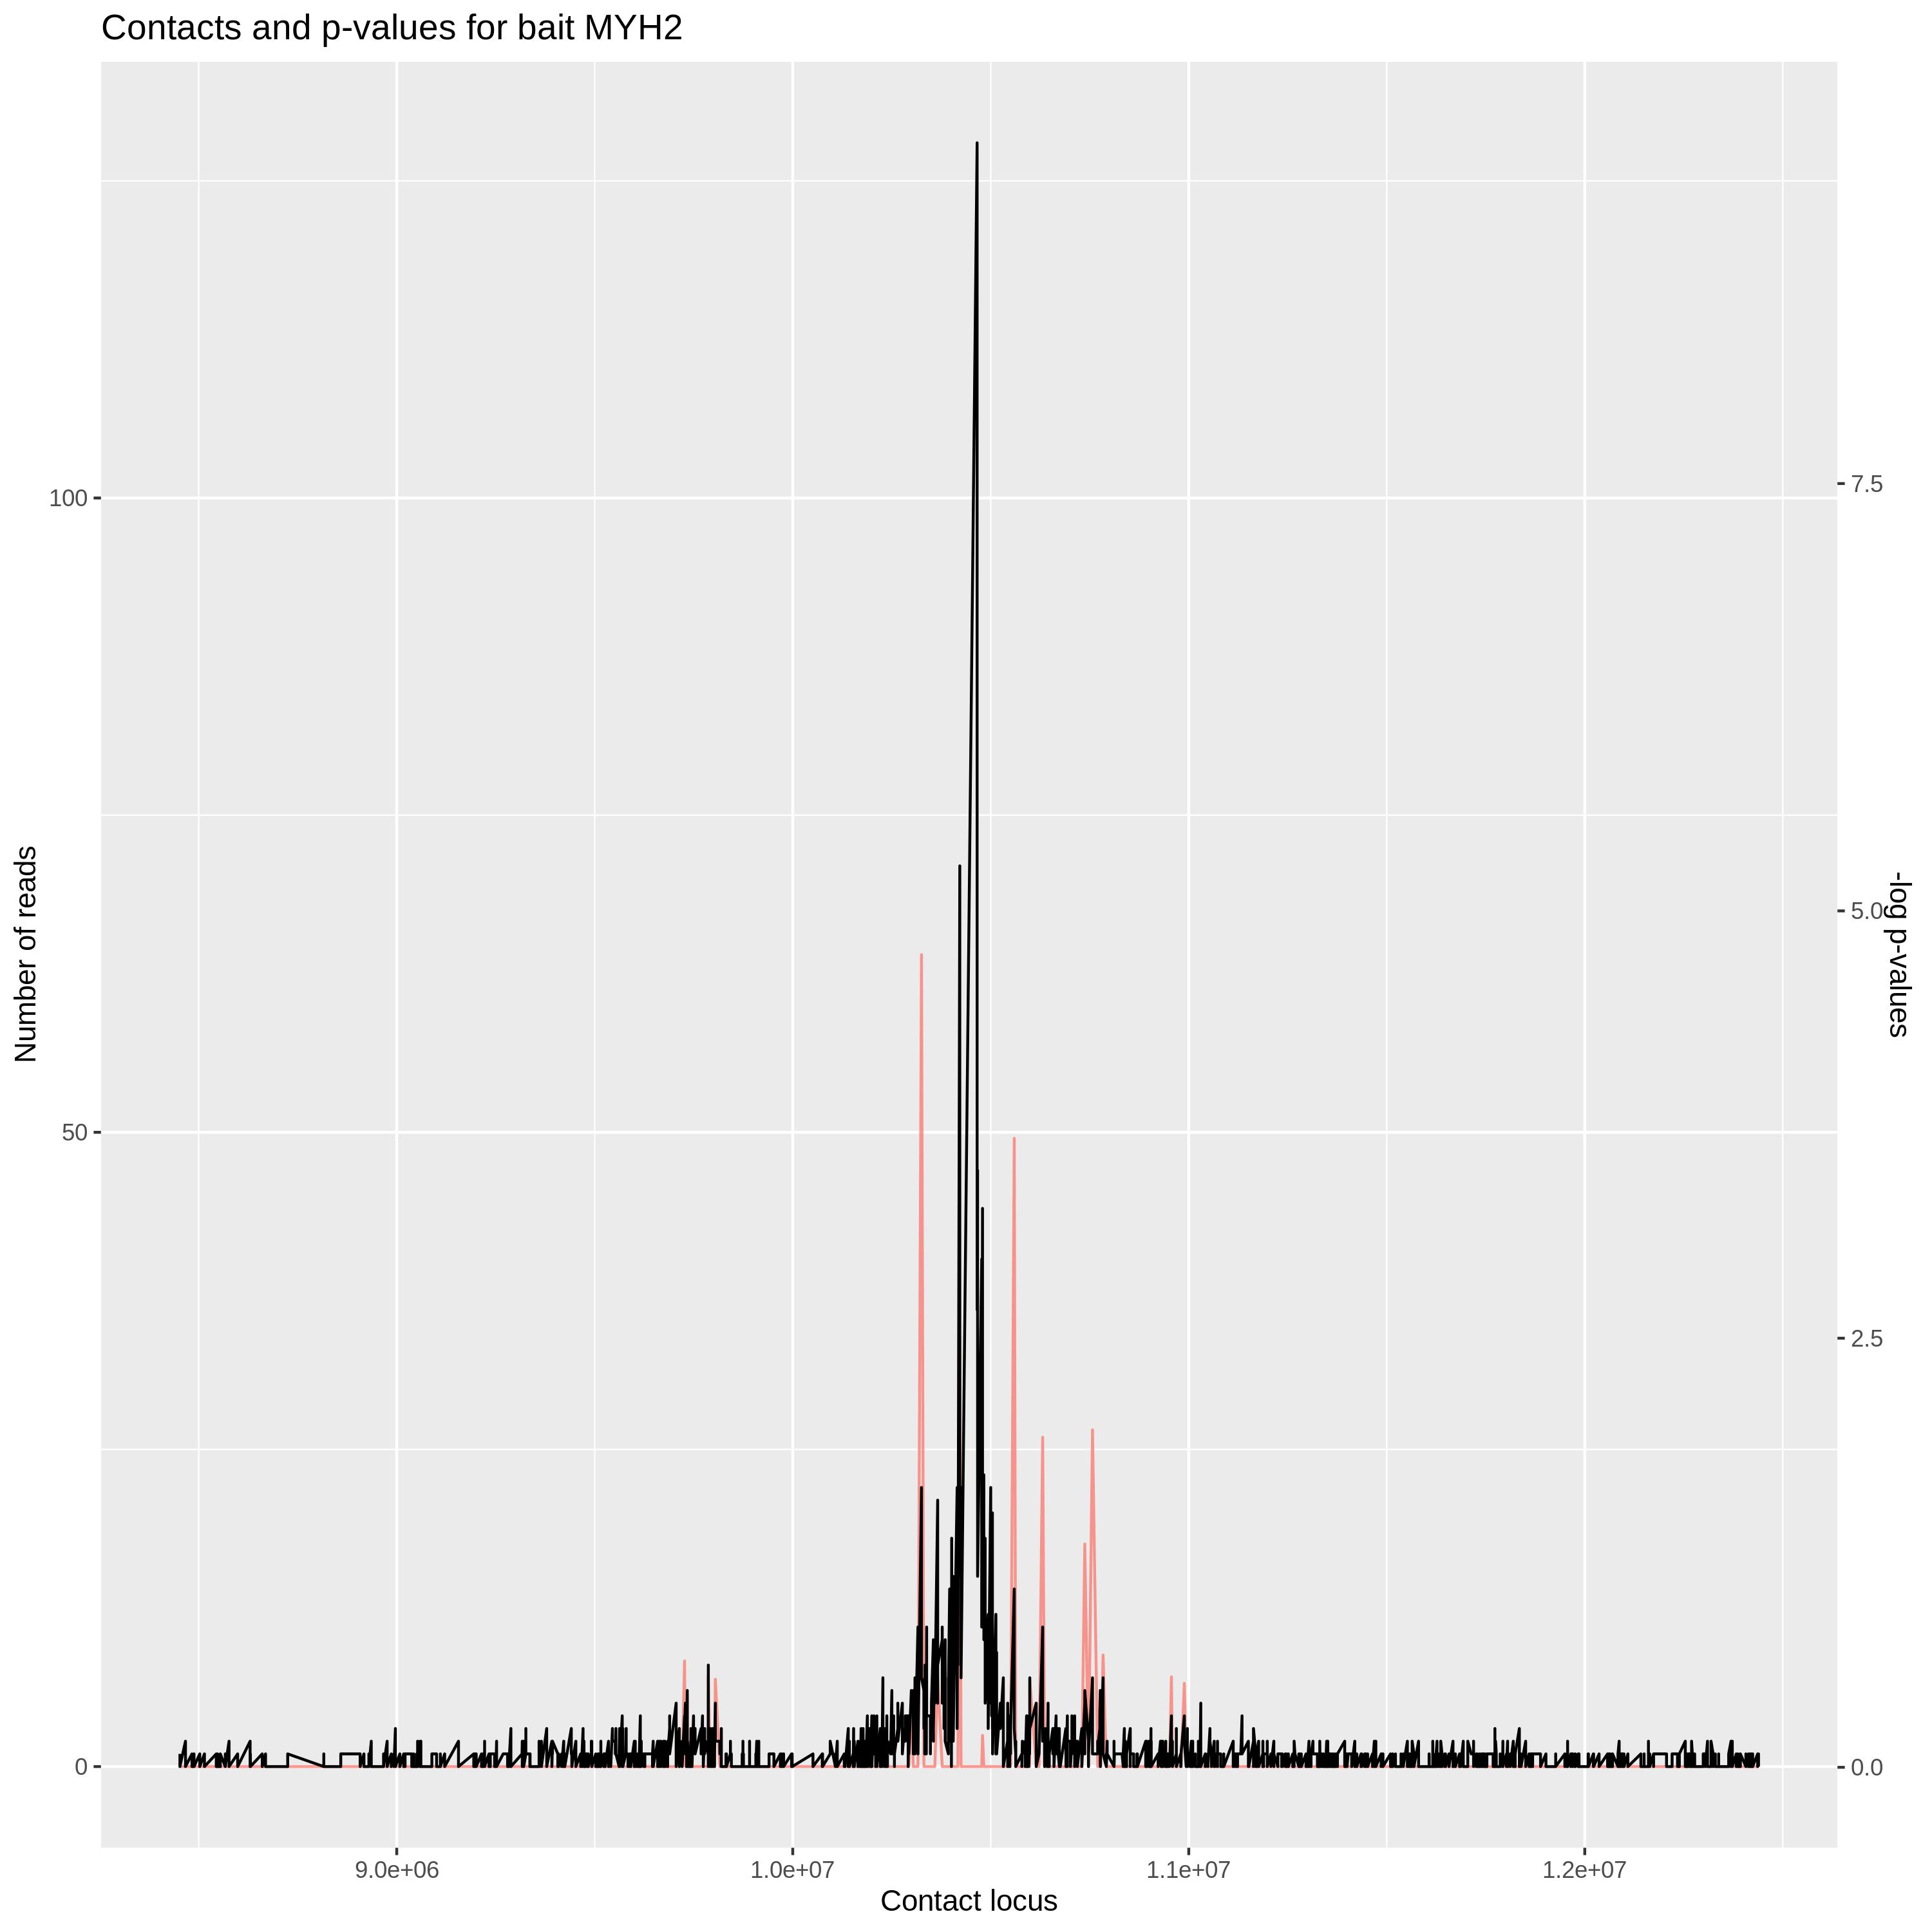 Contacts and p-values for bait MYH2
Number of reads
100
50
0
7.5
5.0
2.5
0.0
-log p-values
9.0e+06
1.0e+07
1.1e+07
1.2e+07
Contact locus